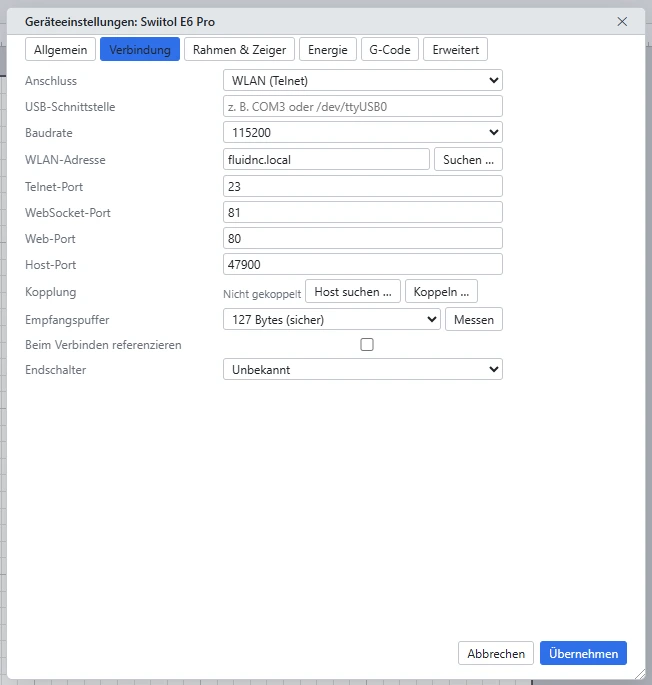 Geräteeinstellungen: Swiitol E6 Pro
Allgemein Verbindung Rahmen & Zeiger Energie G-Code Erweitert
Anschluss WLAN (Telnet)
USB-Schnittstelle z. B. COM3 oder /dev/ttyUSB0
Baudrate 115200
WLAN-Adresse fluidnc.local Suchen ...
Telnet-Port 23
WebSocket-Port 81
Web-Port 80
Host-Port 47900
Kopplung Nicht gekoppelt Host suchen ... Koppeln ...
Empfangspuffer 127 Bytes (sicher) Messen
Beim Verbinden referenzieren
Endschalter Unbekannt
Abbrechen Übernehmen